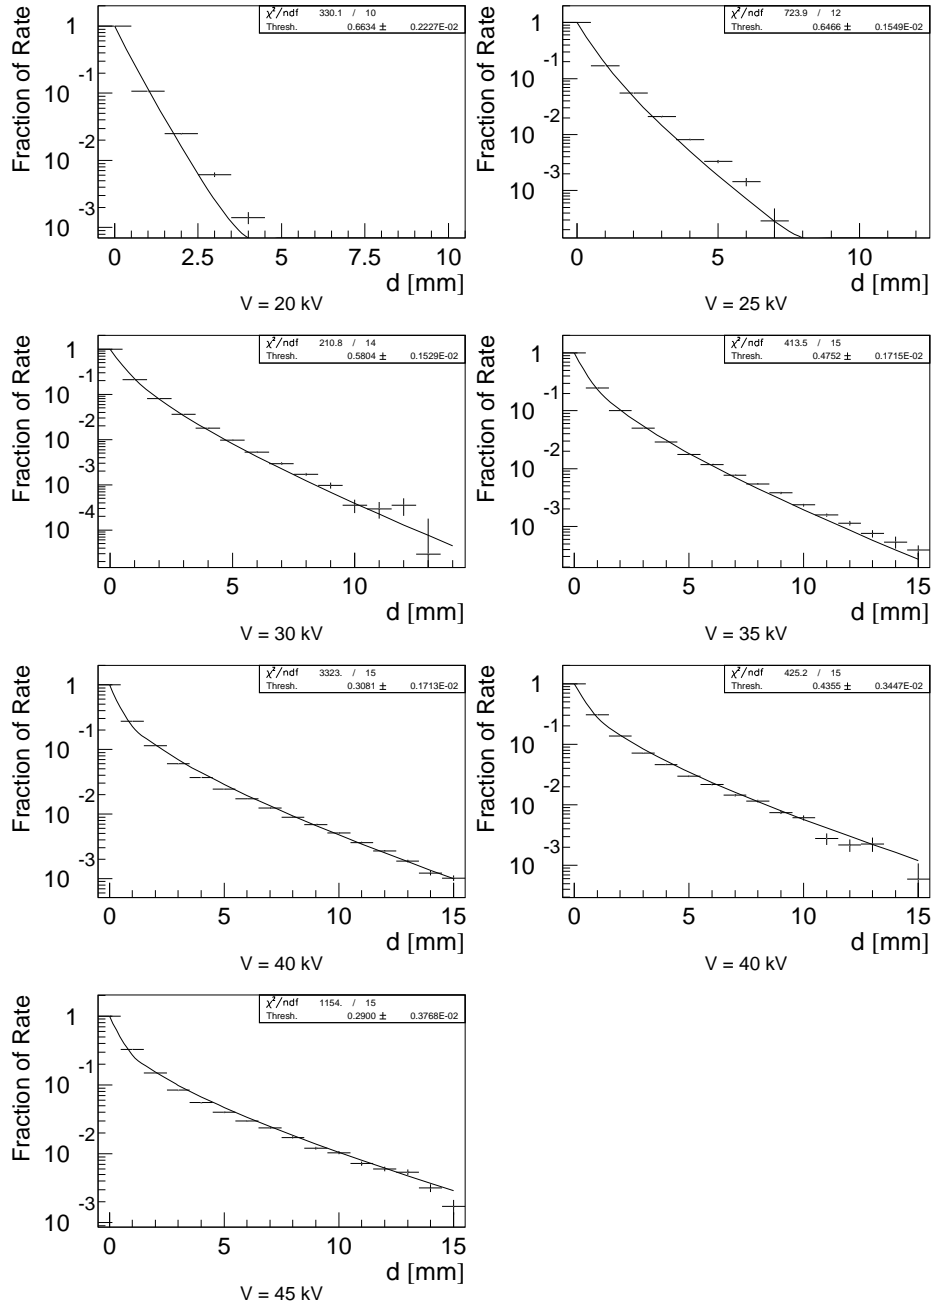 χ²/ndf 330.1 / 10
Thresh. 0.6634 ± 0.2227E-02
Fraction of Rate
1
10 -1
10 -2
10 -3
0 2.5 5 7.5 10
d [mm]
V = 20 kV
χ²/ndf 723.9 / 12
Thresh. 0.6466 ± 0.1549E-02
Fraction of Rate
1
10 -1
10 -2
10 -3
0 5 10
d [mm]
V = 25 kV
χ²/ndf 210.8 / 14
Thresh. 0.5804 ± 0.1529E-02
Fraction of Rate
1
10 -1
10 -2
10 -3
10 -4
0 5 10
d [mm]
V = 30 kV
χ²/ndf 413.5 / 15
Thresh. 0.4752 ± 0.1715E-02
Fraction of Rate
1
10 -1
10 -2
10 -3
0 5 10 15
d [mm]
V = 35 kV
χ²/ndf 3323. / 15
Thresh. 0.3081 ± 0.1713E-02
Fraction of Rate
1
10 -1
10 -2
10 -3
0 5 10 15
d [mm]
V = 40 kV
χ²/ndf 425.2 / 15
Thresh. 0.4355 ± 0.3447E-02
Fraction of Rate
1
10 -1
10 -2
10 -3
0 5 10 15
d [mm]
V = 40 kV
χ²/ndf 1154. / 15
Thresh. 0.2900 ± 0.3768E-02
Fraction of Rate
1
10 -1
10 -2
10 -3
0 5 10 15
d [mm]
V = 45 kV